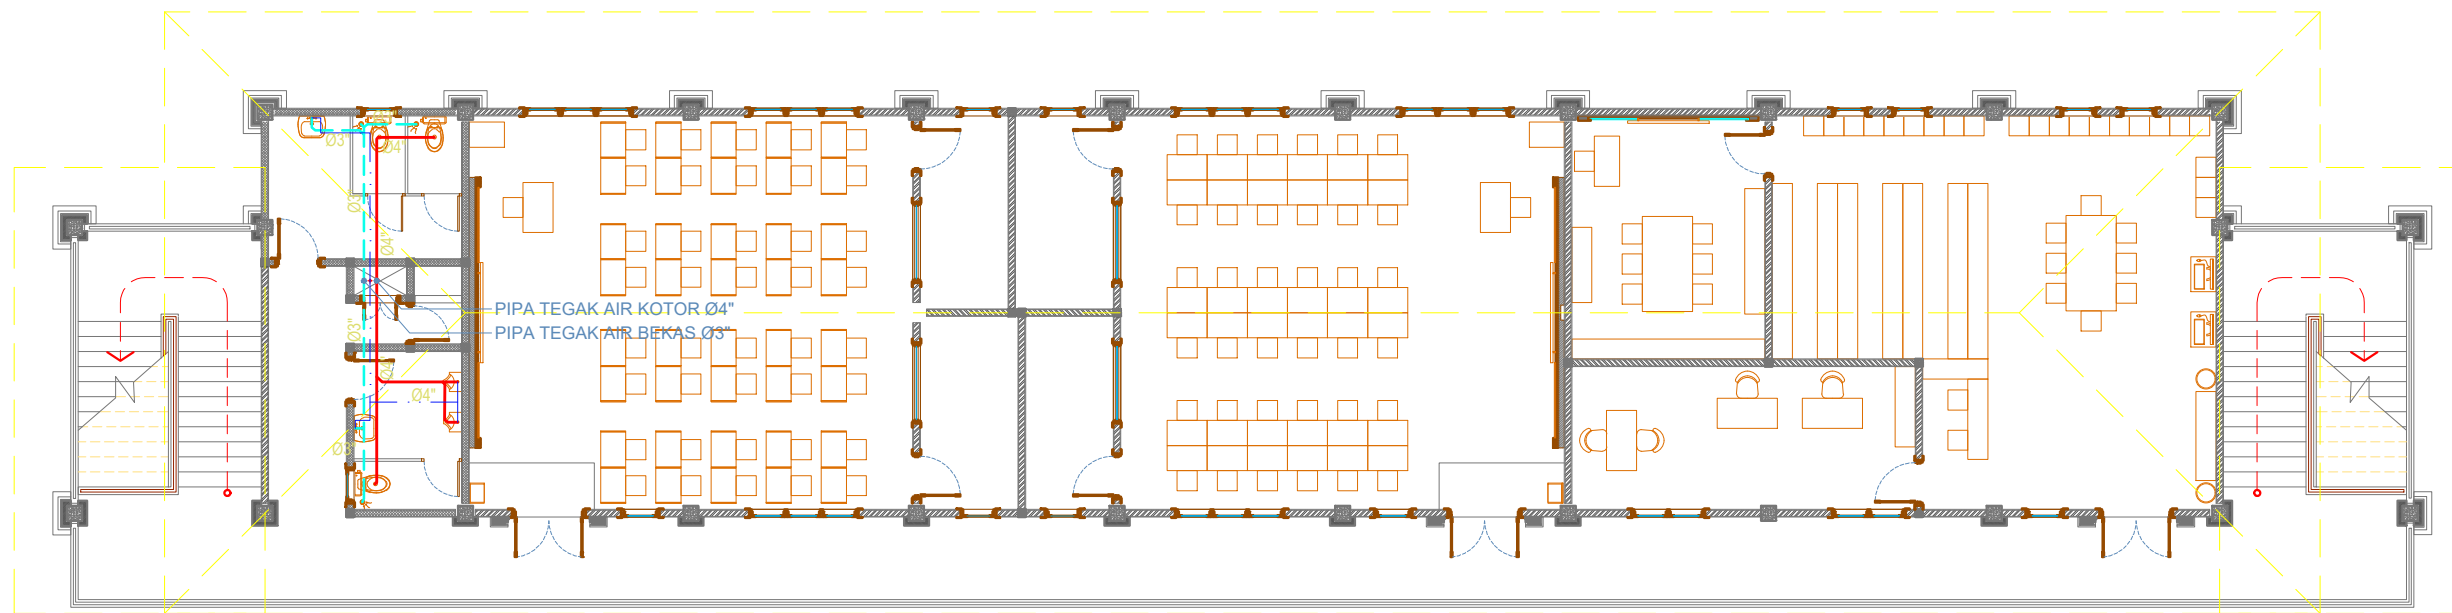 Ø3"
Ø4"
Ø3"
Ø4"
PIPA TEGAK AIR KOTOR Ø4"
PIPA TEGAK AIR BEKAS Ø3"
Ø3"
Ø4"
Ø4"
Ø3"